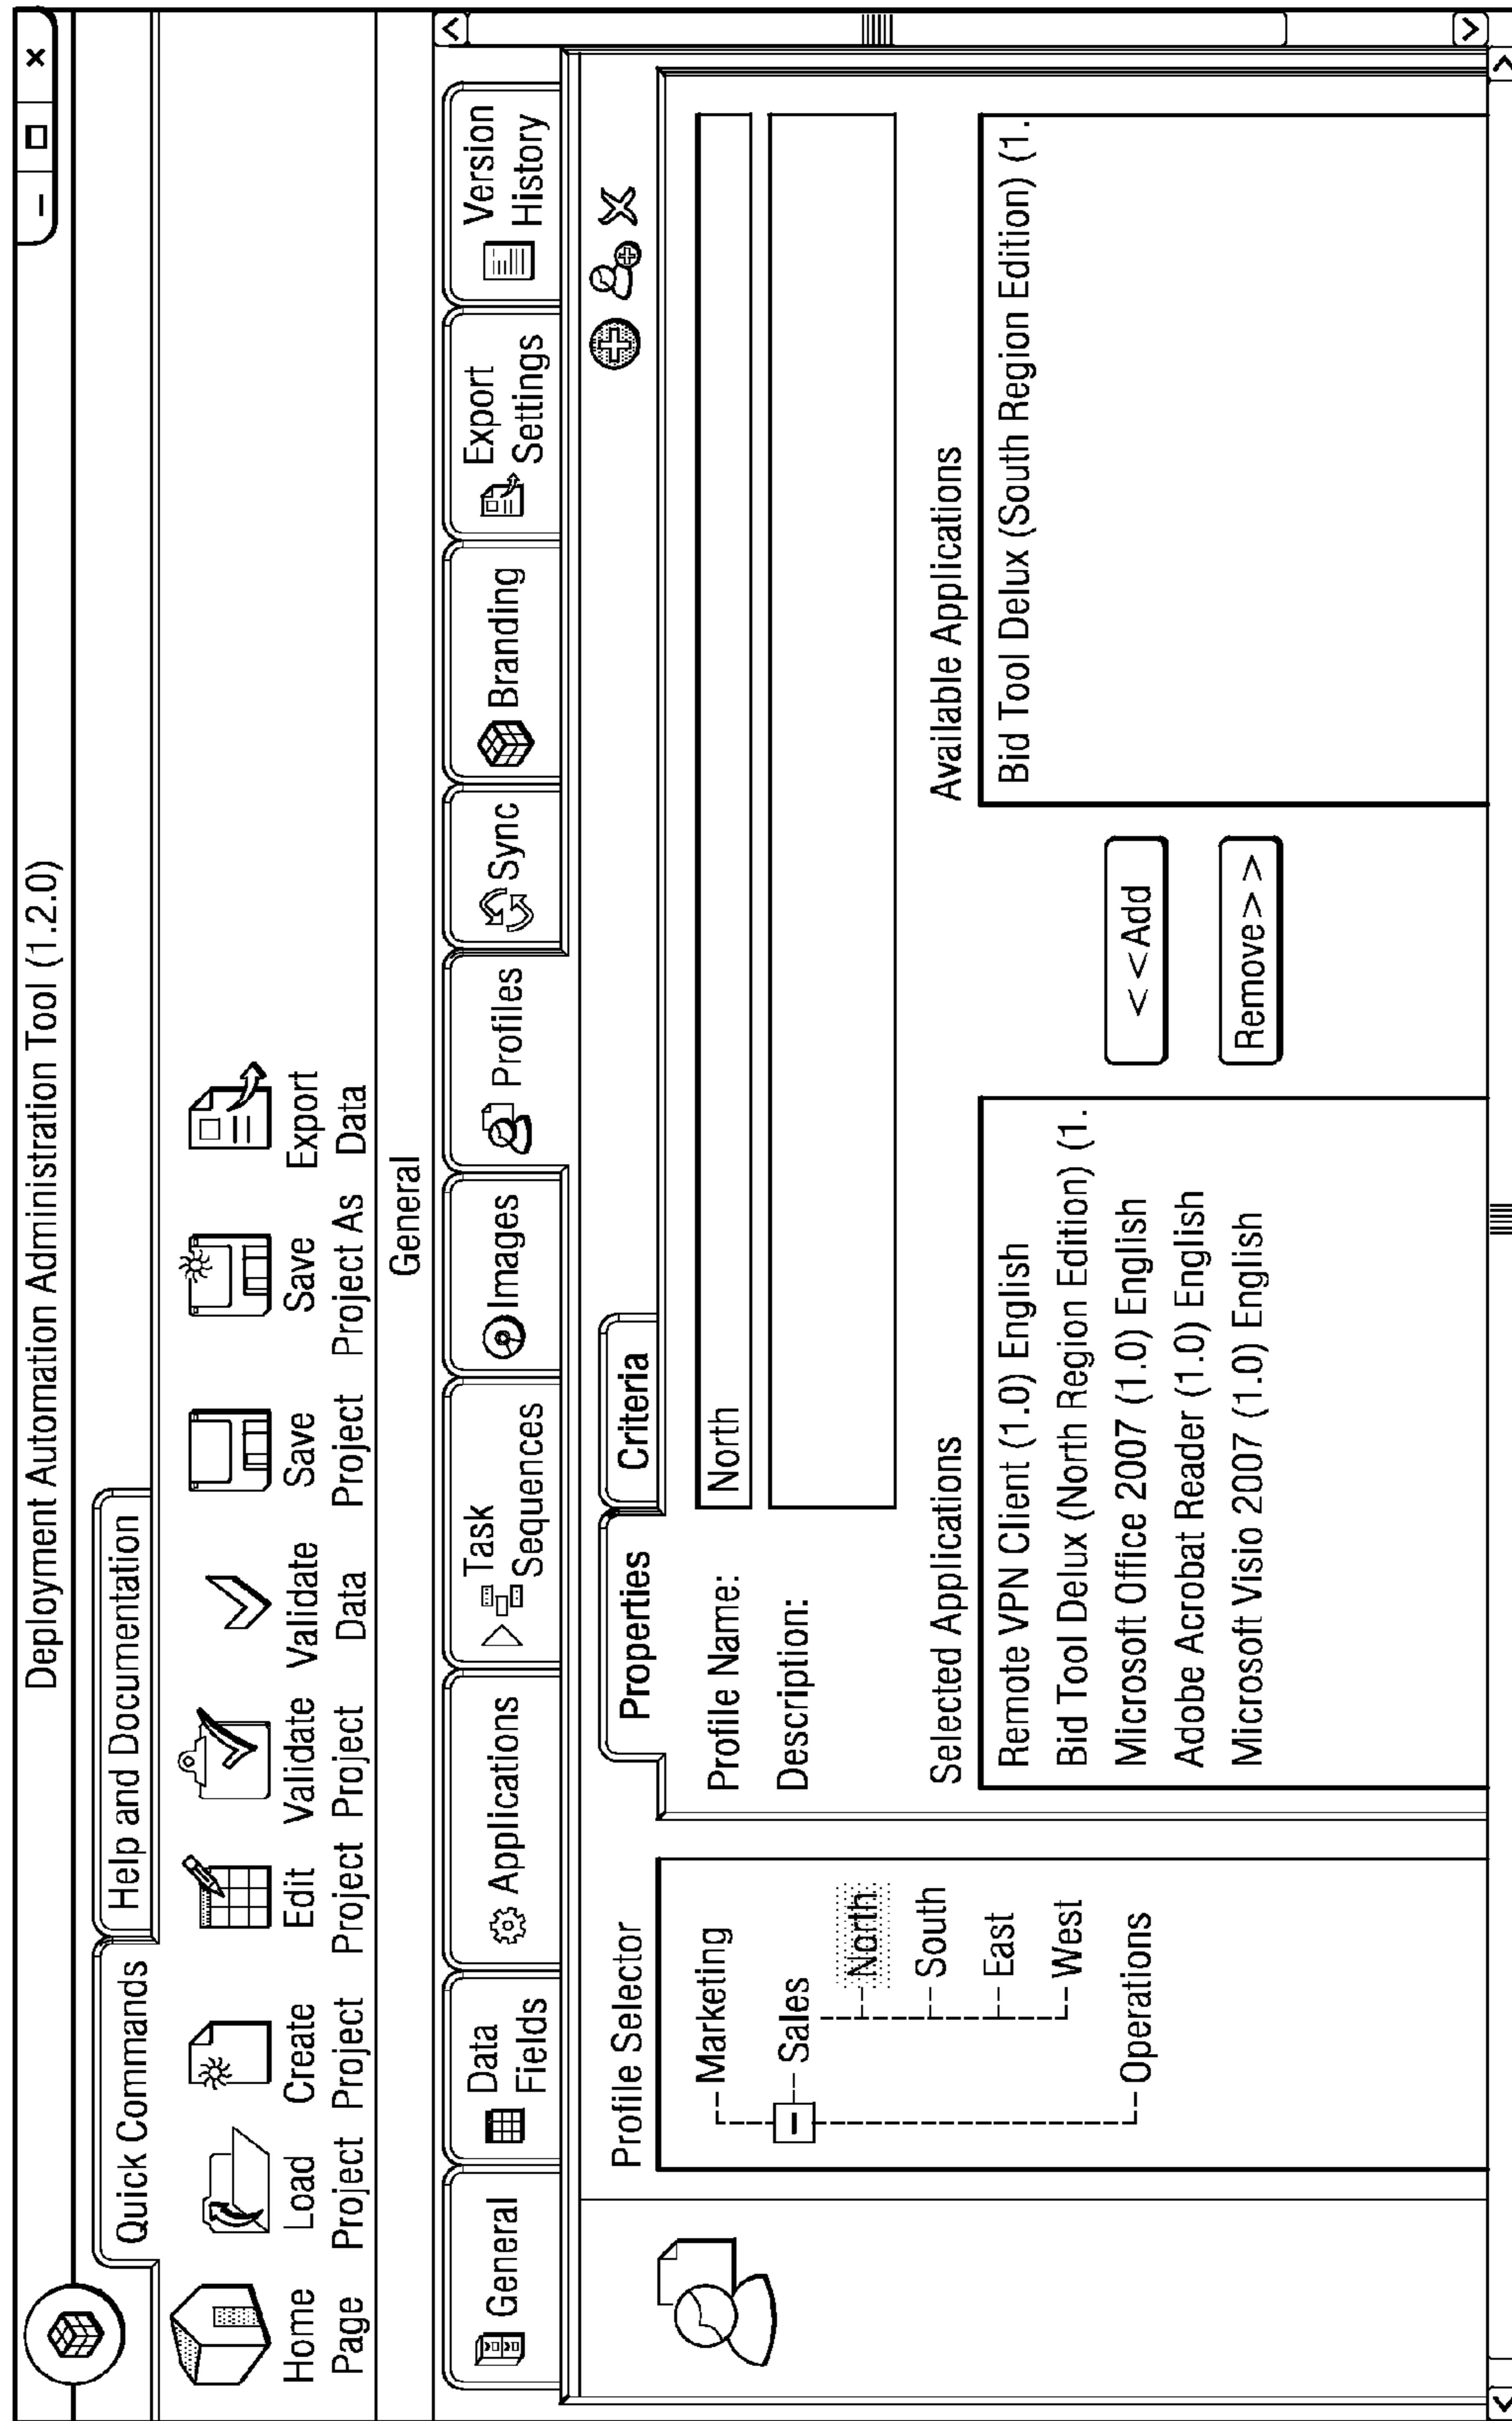 Deployment Automation Administration Tool (1.2.0)
Quick Commands
Help and Documentation
Home Page
Load Project
Create Project
Edit Project
Validate Project
Validate Data
Save Project
Save Project As
Export Data
General
General
Data Fields
Applications
Task Sequences
Images
Profiles
Sync
Branding
Export Settings
Version History
Profile Selector
Marketing
Sales
North
South
East
West
Operations
Properties
Criteria
Profile Name:
North
Description:
Selected Applications
Remote VPN Client (1.0) English
Bid Tool Delux (North Region Edition) (1.
Microsoft Office 2007 (1.0) English
Adobe Acrobat Reader (1.0) English
Microsoft Visio 2007 (1.0) English
<<Add
Remove>>
Available Applications
Bid Tool Delux (South Region Edition) (1.